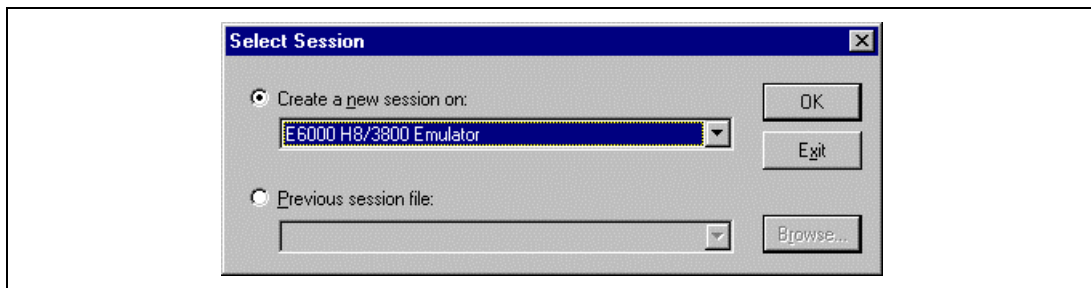 Select Session
Create a new session on:
OK
E6000 H8/3800 Emulator
Exit
Previous session file:
Browse...